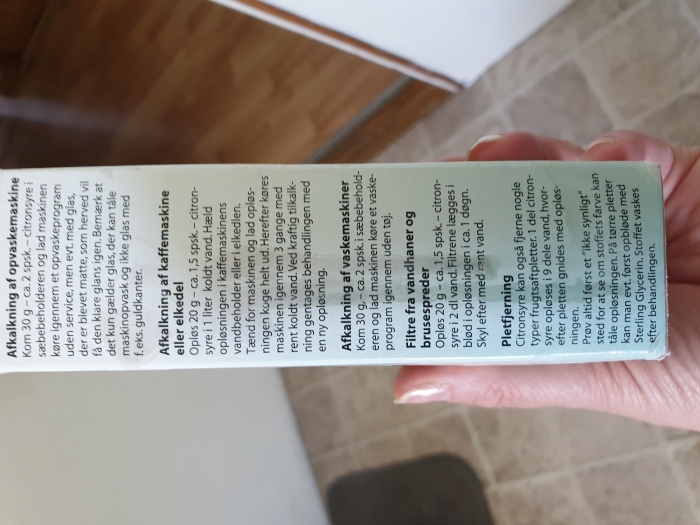 Afkalkning af opvaskemaskine
Kom 30 g – ca. 2 spsk. – citronsyre i
sæbebeholderen og lad maskinen
køre igennem et opvaskeprogram
uden service, men evt. med glas,
der er blevet matte, som herved vil
få den klare glans igen. Bemærk at
det kun gælder glas, der kan tåle
maskinopvask og ikke glas med
f. eks. guldkanter.
Afkalkning af kaffemaskine
eller elkedel
Opløs 20 g – ca. 1,5 spsk. – citron-
syre i 1 liter koldt vand. Hæld
opløsningen i kaffemaskinens
vandbeholder eller i elkedlen.
Tænd for maskinen og lad opløs-
ningen koge helt ud. Herefter køres
maskinen igennem 3 gange med
rent koldt vand. Ved kraftig tilkalk-
ning gentages behandlingen med
en ny opløsning.
Afkalkning af vaskemaskiner
Kom 30 g – ca. 2 spsk. i sæbebehold-
eren og lad maskinen køre et vaske-
program igennem uden tøj.
Filtre fra vandhaner og
brusespreder
Opløs 20 g – ca. 1,5 spsk. – citron-
syre i 2 dl vand. Filtrene lægges i
blød i opløsningen i ca. 1 døgn.
Skyl efter med rent vand.
Pletfjerning
Citronsyre kan også fjerne nogle
typer frugtsaftpletter. 1 del citron-
syre opløses i 9 dele vand, hvor-
efter pletten gnides med opløs-
ningen.
Prøv altid først et "ikke synligt"
sted for at se om stoffets farve kan
tåle opløsningen. På tørre pletter
kan man evt. først opbløde med
Sterling Glycerin. Stoffet vaskes
efter behandlingen.